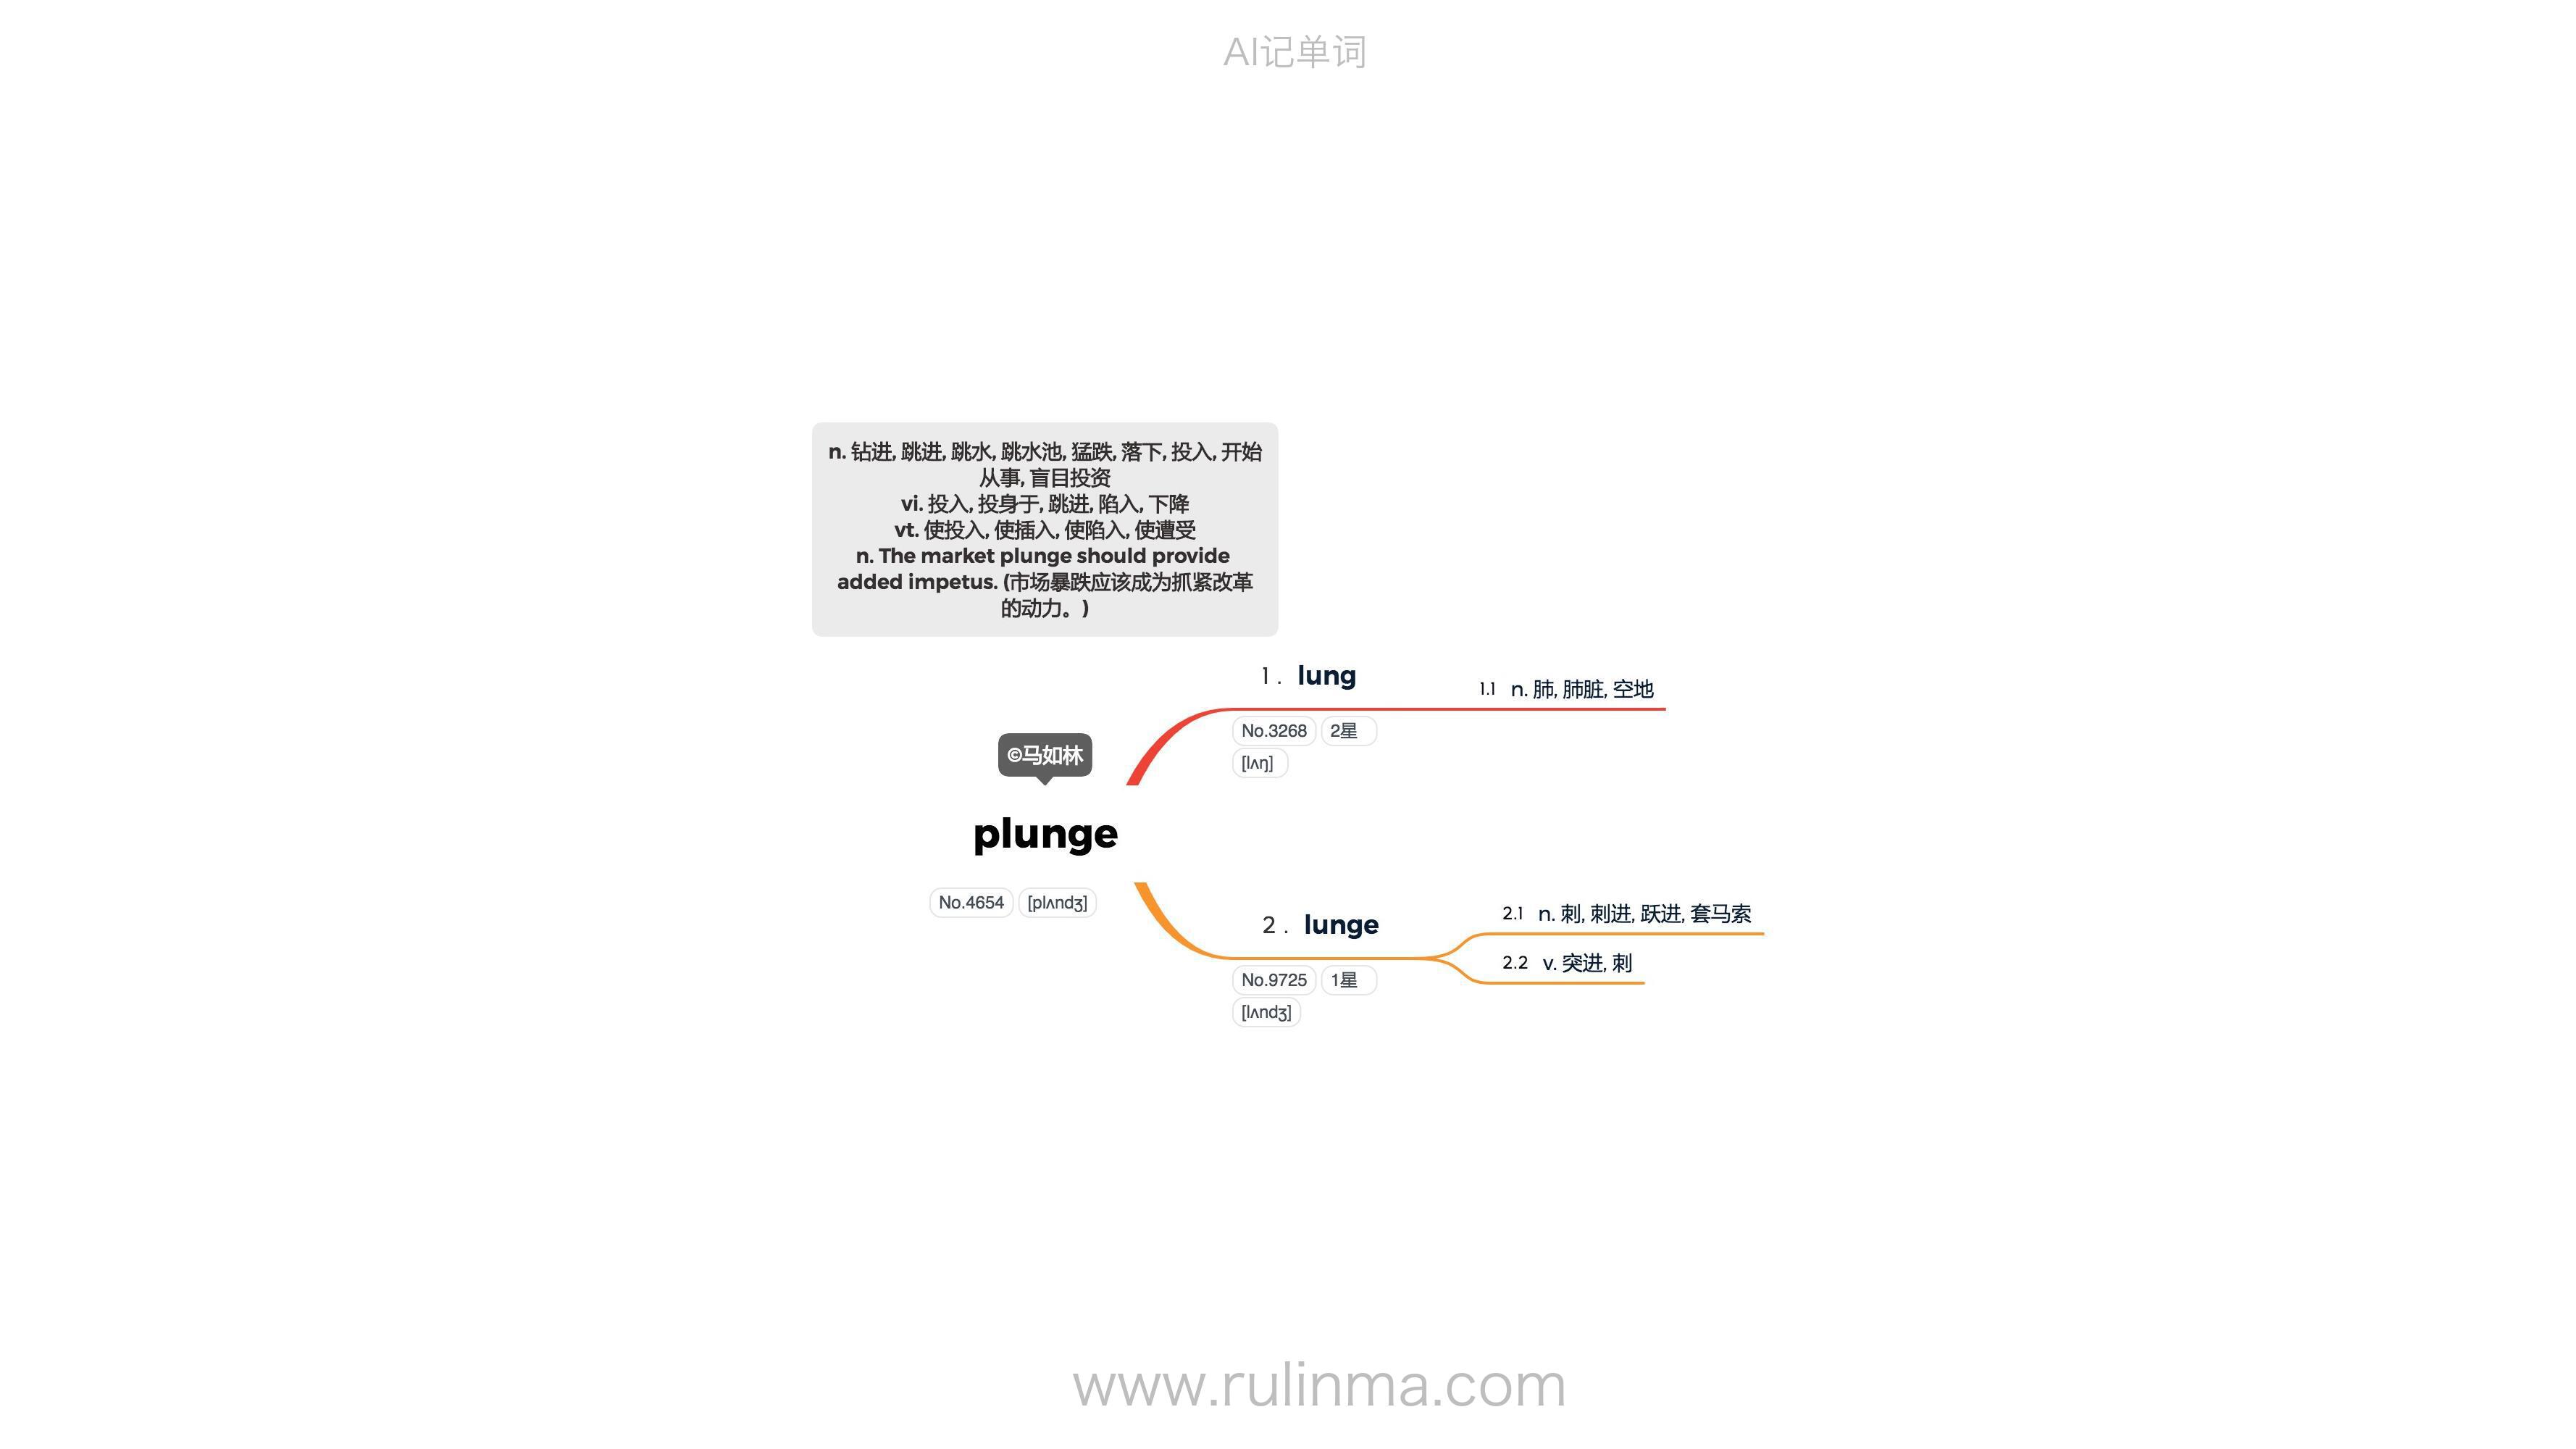 AI记单词
n. 钻进, 跳进, 跳水, 跳水池, 猛跌, 落下, 投入, 开始
从事, 盲目投资
vi. 投入, 投身于, 跳进, 陷入, 下降
vt. 使投入, 使插入, 使陷入, 使遭受
n. The market plunge should provide
added impetus. (市场暴跌应该成为抓紧改革
的动力。)
©马如林
plunge
No.4654 [plʌndʒ]
1 . lung
No.3268 2星
[lʌŋ]
1.1 n. 肺, 肺脏, 空地
2 . lunge
No.9725 1星
[lʌndʒ]
2.1 n. 刺, 刺进, 跃进, 套马索
2.2 v. 突进, 刺
www.rulinma.com